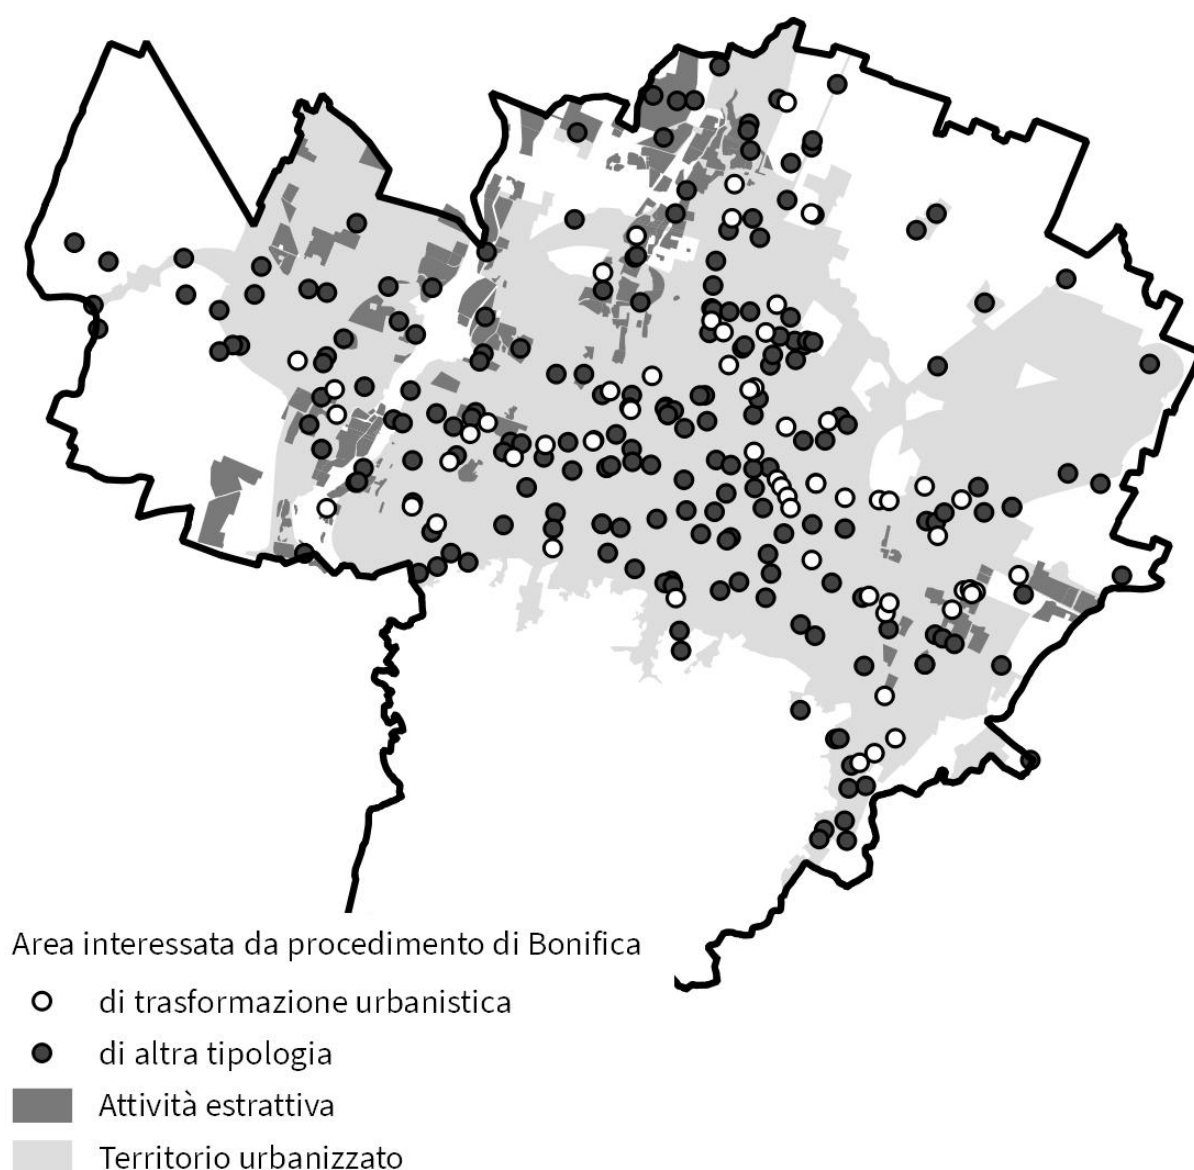 Area interessata da procedimento di Bonifica
di trasformazione urbanistica
di altra tipologia
Attività estrattiva
Territorio urbanizzato